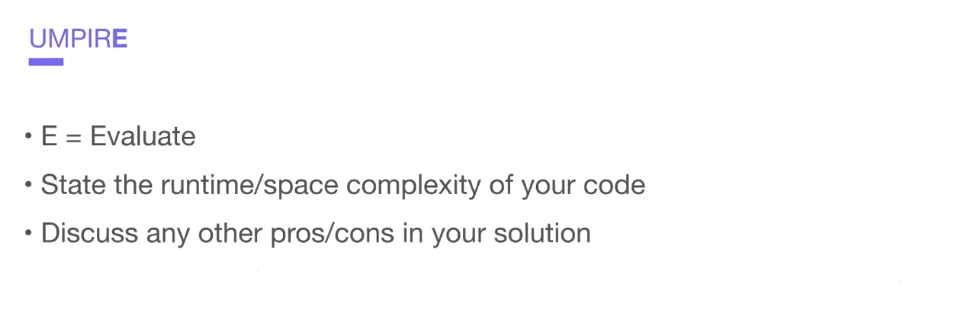 UMPIRE
• E = Evaluate
• State the runtime/space complexity of your code
• Discuss any other pros/cons in your solution